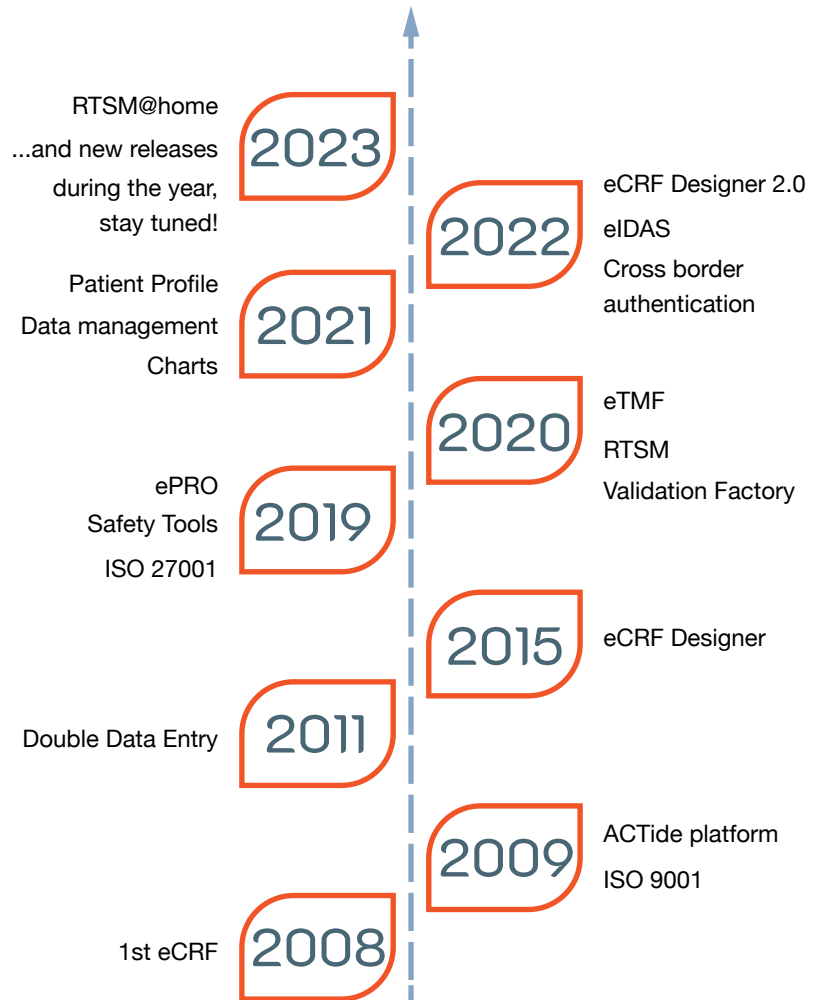 RTSM@home
...and new releases
during the year,
stay tuned!
2023
2022
eCRF Designer 2.0
eIDAS
Cross border
authentication
Patient Profile
Data management
Charts
2021
2020
eTMF
RTSM
Validation Factory
ePRO
Safety Tools
ISO 27001
2019
2015
eCRF Designer
Double Data Entry
2011
2009
ACTide platform
ISO 9001
1st eCRF
2008